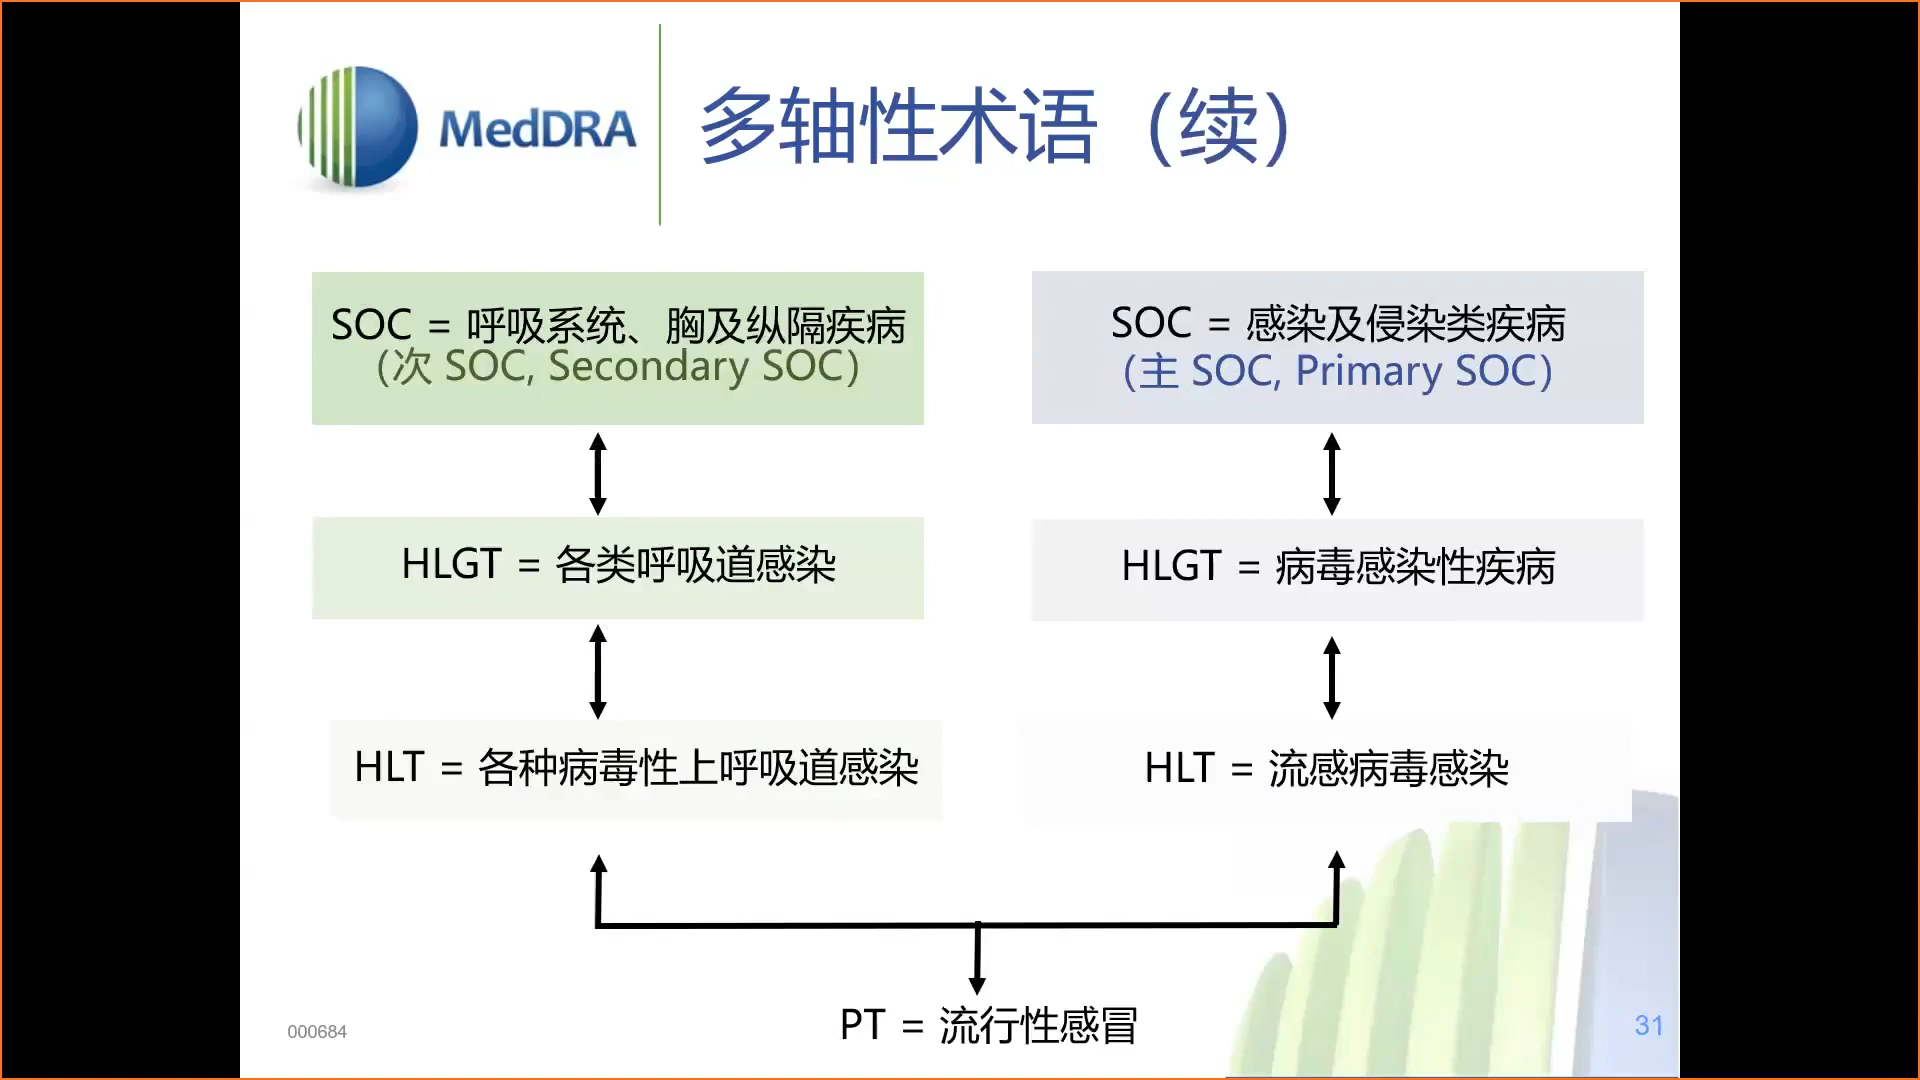 MedDRA
多轴性术语（续）
SOC = 呼吸系统、胸及纵隔疾病
（次 SOC, Secondary SOC）
SOC = 感染及侵染类疾病
（主 SOC, Primary SOC）
HLGT = 各类呼吸道感染
HLGT = 病毒感染性疾病
HLT = 各种病毒性上呼吸道感染
HLT = 流感病毒感染
PT = 流行性感冒
000684
31